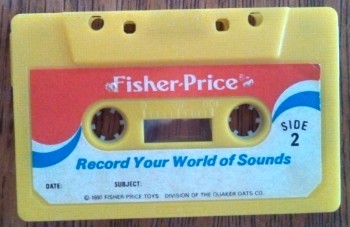 Fisher-Price
SIDE
2
Record Your World of Sounds
DATE: SUBJECT:
© 1980 FISHER-PRICE TOYS DIVISION OF THE QUAKER OATS CO.